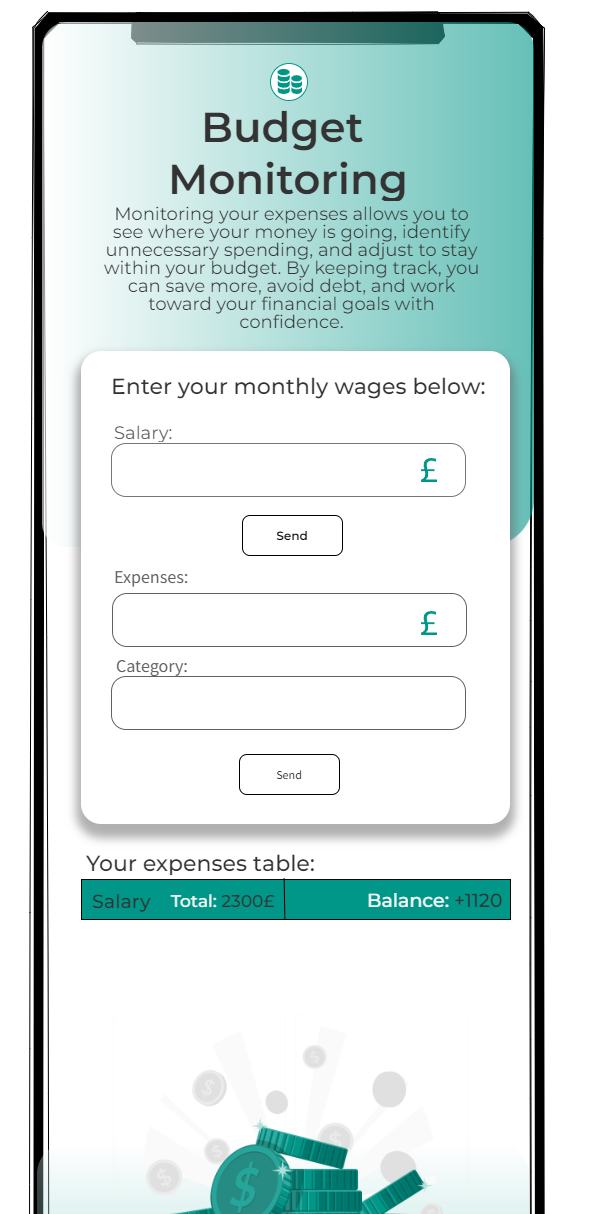 Budget
Monitoring
Monitoring your expenses allows you to
see where your money is going, identify
unnecessary spending, and adjust to stay
within your budget. By keeping track, you
can save more, avoid debt, and work
toward your financial goals with
confidence.
Enter your monthly wages below:
Salary:
£
Send
Expenses:
£
Category:
Send
Your expenses table:
Salary Total: 2300£ Balance: +1120
$
$
$
$
$
$